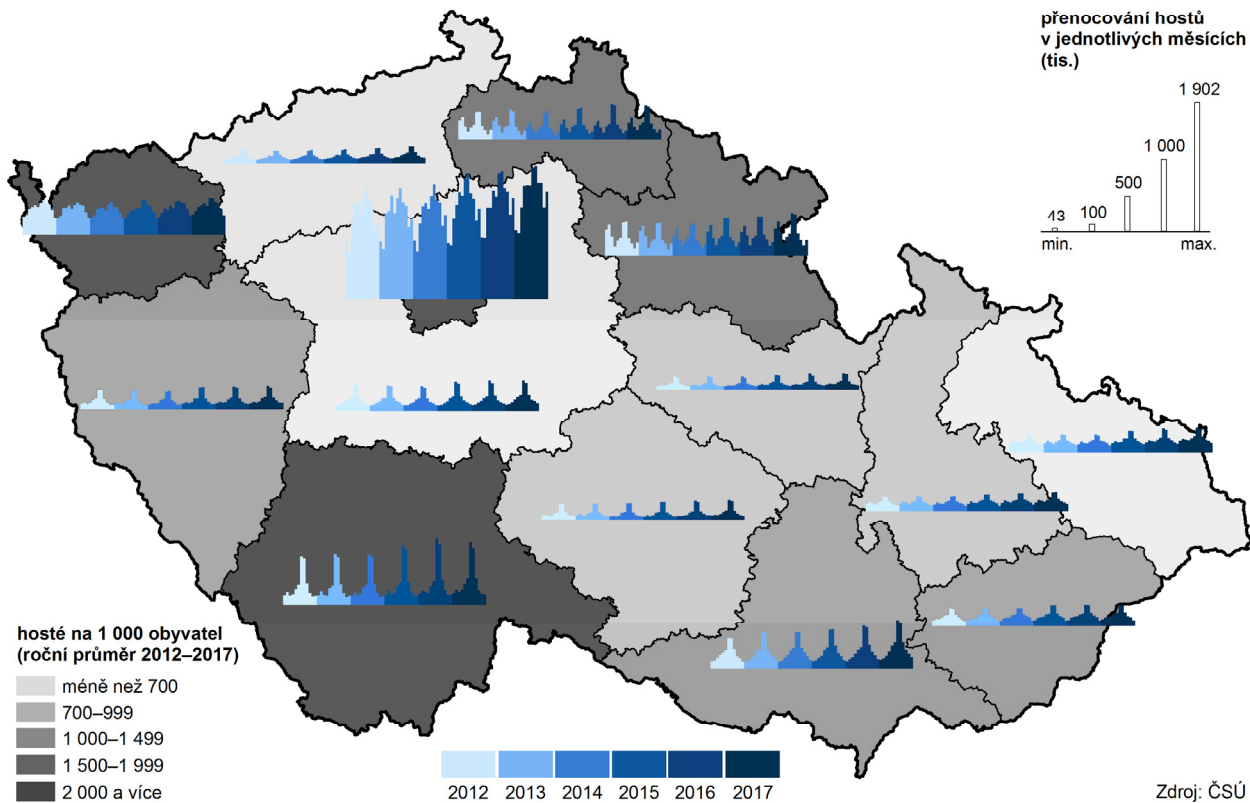 přenocování hostů
v jednotlivých měsících
(tis.)
1 902
1 000
500
100
43
min.
max.
hosté na 1 000 obyvatel
(roční průměr 2012–2017)
méně než 700
700–999
1 000–1 499
1 500–1 999
2 000 a více
2012 2013 2014 2015 2016 2017
Zdroj: ČSÚ